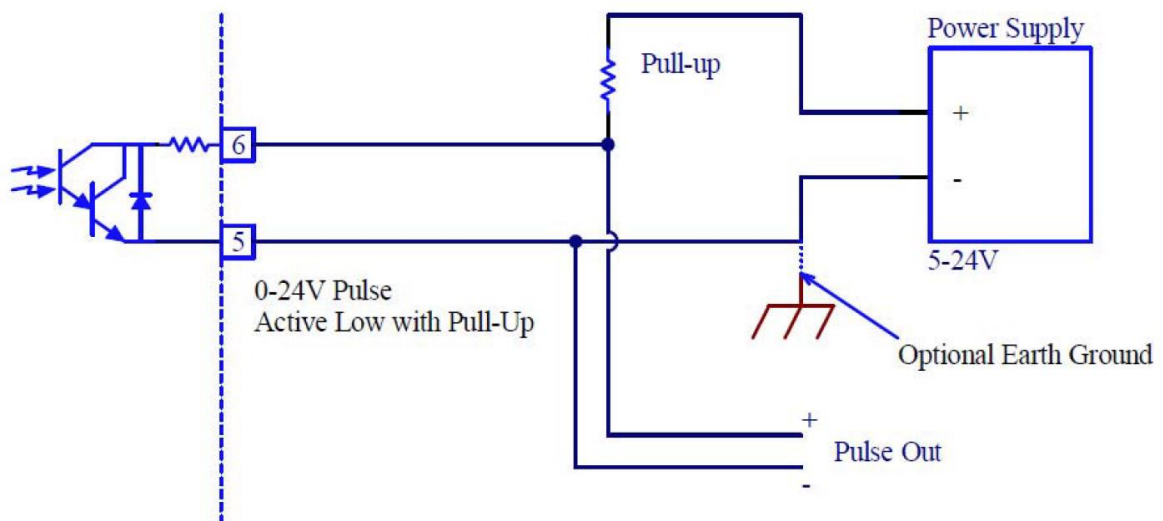 Power Supply
Pull-up
+
6
-
5
5-24V
0-24V Pulse
Active Low with Pull-Up
Optional Earth Ground
+
Pulse Out
-